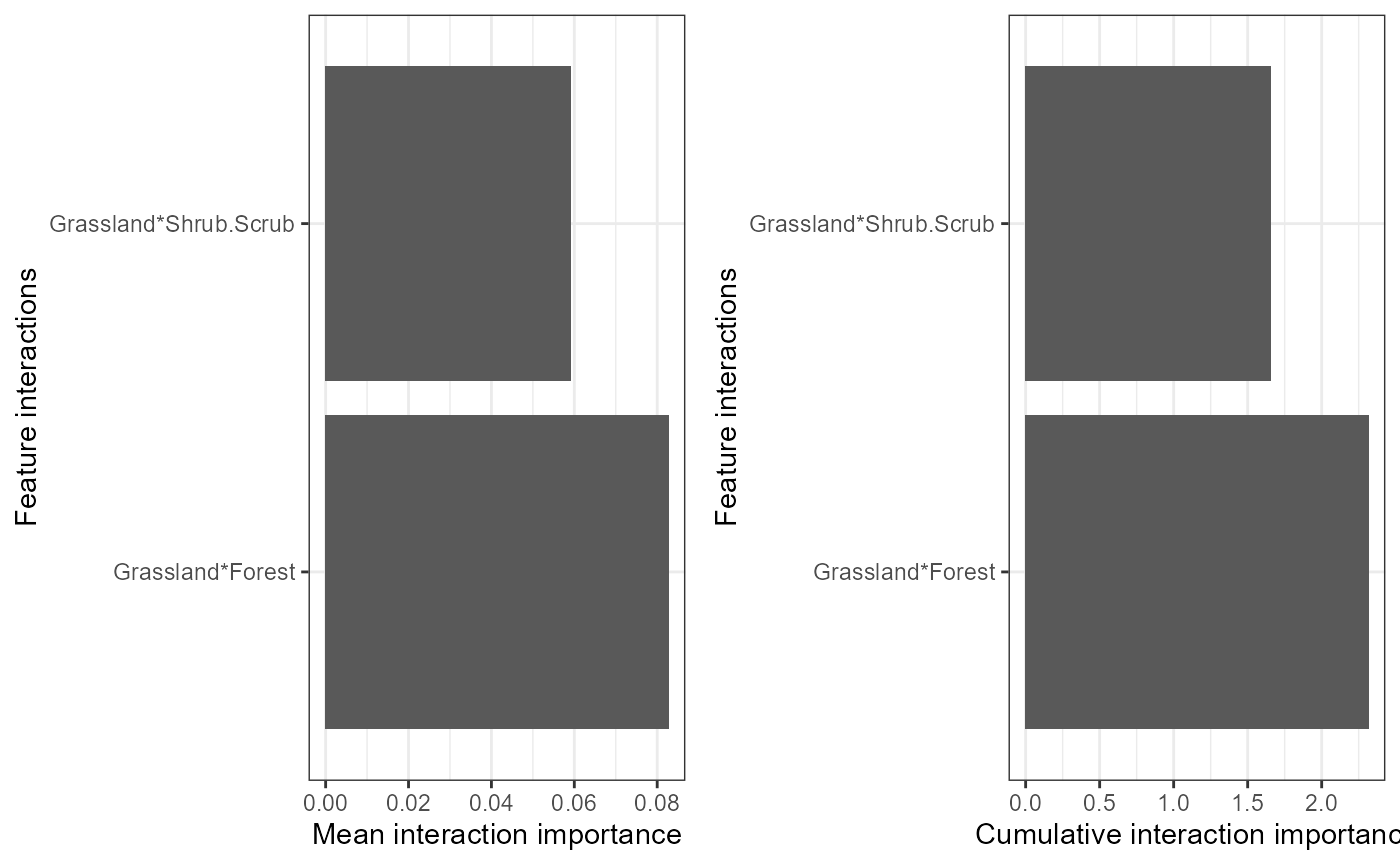 Feature interactions
Grassland*Shrub.Scrub
Grassland*Forest
0.00 0.02 0.04 0.06 0.08
Mean interaction importance
Feature interactions
Grassland*Shrub.Scrub
Grassland*Forest
0.0 0.5 1.0 1.5 2.0
Cumulative interaction importanc